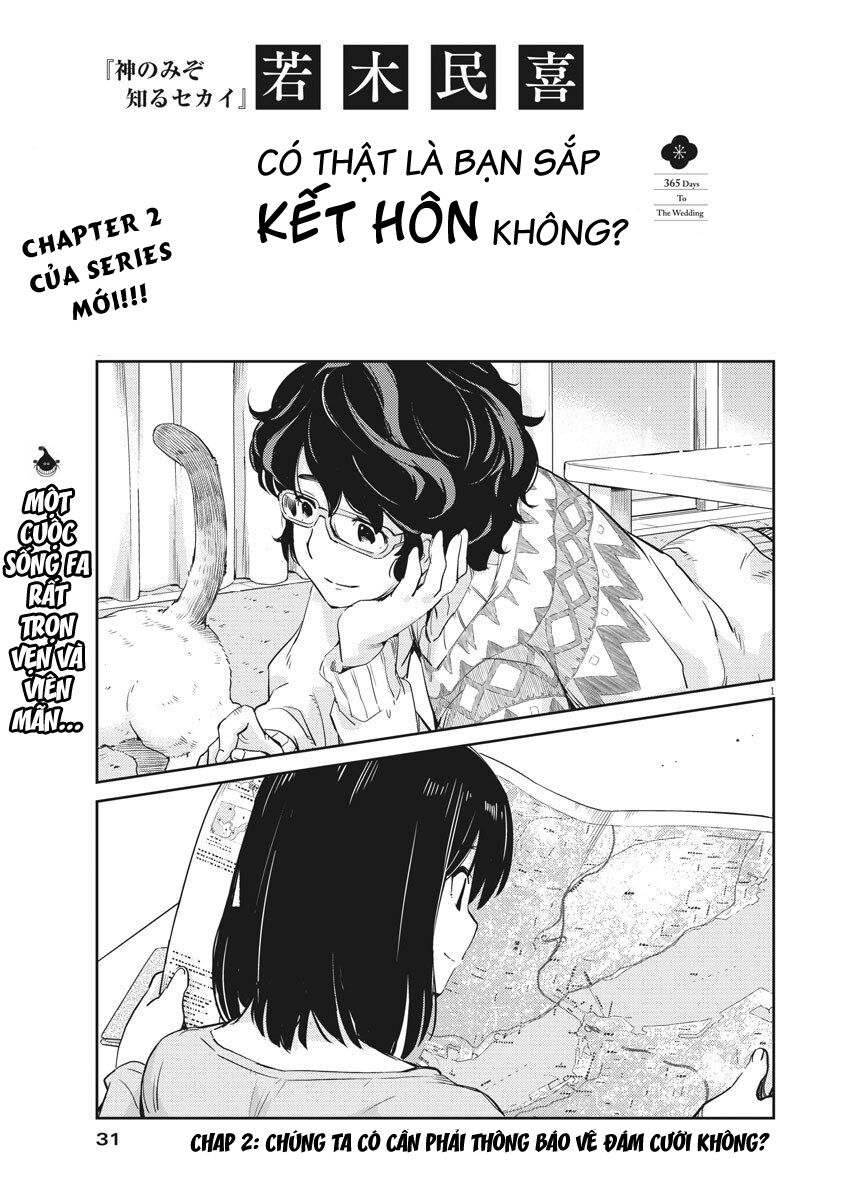 『神のみぞ
知るセカイ』
若木民喜
CÓ THẬT LÀ BẠN SẮP
KẾT HÔN KHÔNG?
365 Days
To
The Wedding
CHAPTER 2
CỦA SERIES
MỚI!!!
MỘT
CUỘC
SỐNG FA
RẤT
TRỌN
VẸN VÀ
VIÊN
MÃN...
1
31
CHAP 2: CHÚNG TA CÓ CẦN PHẢI THÔNG BÁO VỀ ĐÁM CƯỚI KHÔNG?